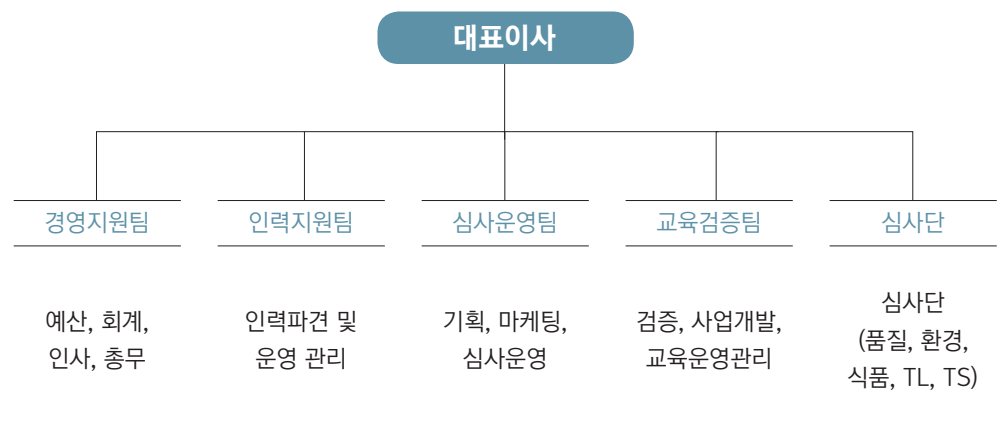 대표이사
경영지원팀
인력지원팀
심사운영팀
교육검증팀
심사단
예산, 회계,
인사, 총무
인력파견 및
운영 관리
기획, 마케팅,
심사운영
검증, 사업개발,
교육운영관리
심사단
(품질, 환경,
식품, TL, TS)